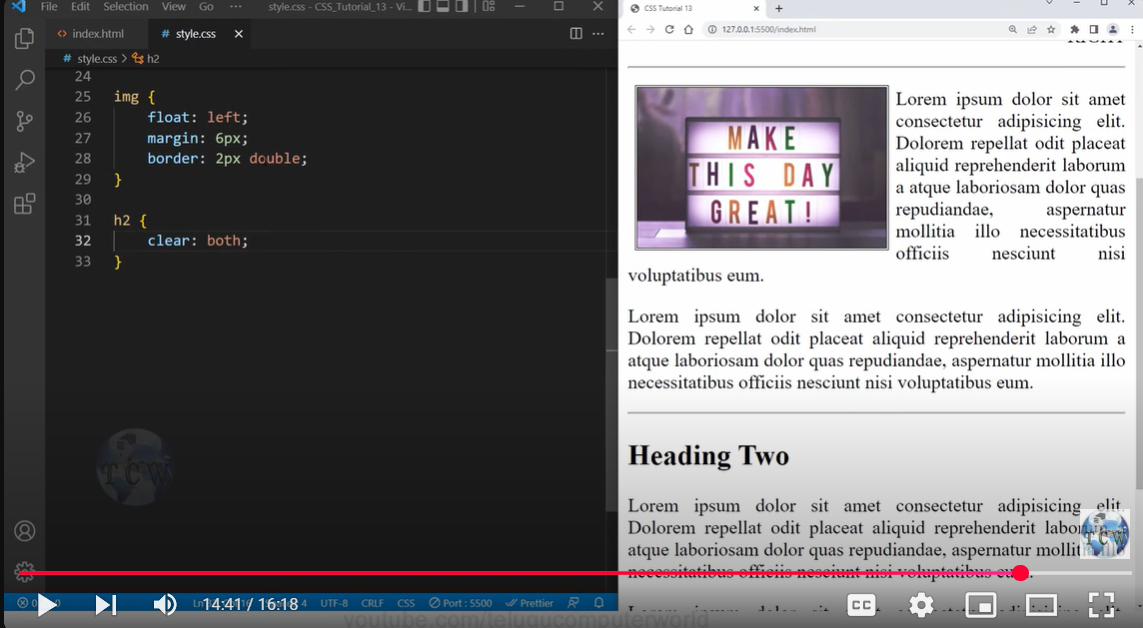 File Edit Selection View Go ··· style.css - CSS_Tutorial_13 - Vi...
index.html # style.css
# style.css > h2
24
25 img {
26 float: left;
27 margin: 6px;
28 border: 2px double;
29 }
30
31 h2 {
32 clear: both;
33 }
TCW
UTF-8 CRLF CSS Port : 5500 Prettier
CSS Tutorial 13
127.0.0.1:5500/index.html
MAKE
THIS DAY
GREAT!
Lorem ipsum dolor sit amet
consectetur adipisicing elit.
Dolorem repellat odit placeat
aliquid reprehenderit laborum
a atque laboriosam dolor quas
repudiandae, aspernatur
mollitia illo necessitatibus
officiis nesciunt nisi
voluptatibus eum.
Lorem ipsum dolor sit amet consectetur adipisicing elit.
Dolorem repellat odit placeat aliquid reprehenderit laborum a
atque laboriosam dolor quas repudiandae, aspernatur mollitia illo
necessitatibus officiis nesciunt nisi voluptatibus eum.
Heading Two
Lorem ipsum dolor sit amet consectetur adipisicing elit.
Dolorem repellat odit placeat aliquid reprehenderit
atque laboriosam dolor quas repudiandae, aspernatur
necessitatibus officiis nesciunt nisi voluptatibus
TCW
14:41 / 16:18
CC
youtube.com/telugucomputerworld